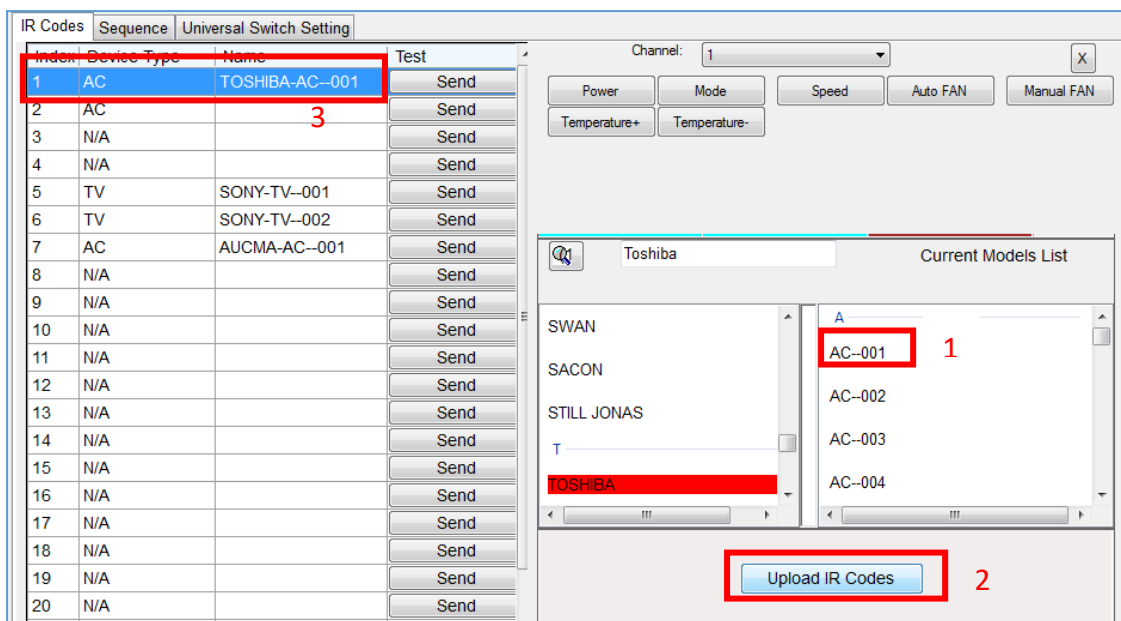 IR Codes Sequence Universal Switch Setting
Index Device Type Name Test
1 AC TOSHIBA-AC--001 Send
2 AC Send
3
3 N/A Send
4 N/A Send
5 TV SONY-TV--001 Send
6 TV SONY-TV--002 Send
7 AC AUCMA-AC--001 Send
8 N/A Send
9 N/A Send
10 N/A Send
11 N/A Send
12 N/A Send
13 N/A Send
14 N/A Send
15 N/A Send
16 N/A Send
17 N/A Send
18 N/A Send
19 N/A Send
20 N/A Send
Channel: 1 X
Power Mode Speed Auto FAN Manual FAN
Temperature+ Temperature-
Toshiba Current Models List
SWAN
SACON
STILL JONAS
T
TOSHIBA
A
AC--001 1
AC--002
AC--003
AC--004
Upload IR Codes 2